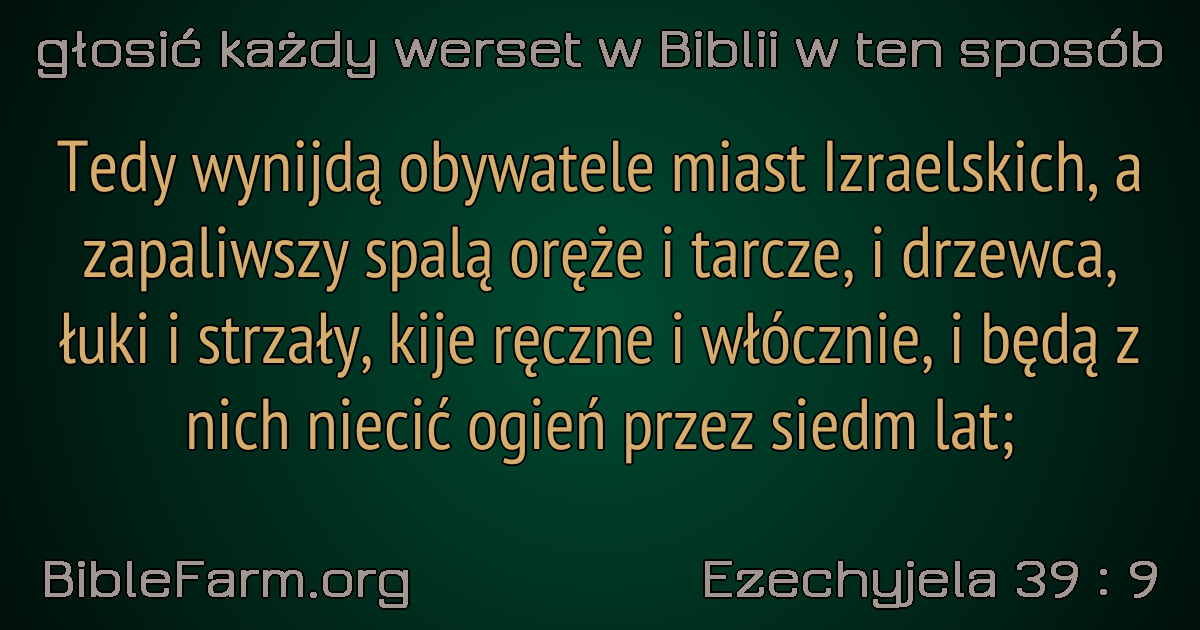 głosić każdy werset w Biblii w ten sposób
Tedy wynijdą obywatele miast Izraelskich, a
zapaliwszy spalą oręże i tarcze, i drzewca,
łuki i strzały, kije ręczne i włócznie, i będą z
nich niecić ogień przez siedm lat;
BibleFarm.org
Ezechyjela 39 : 9